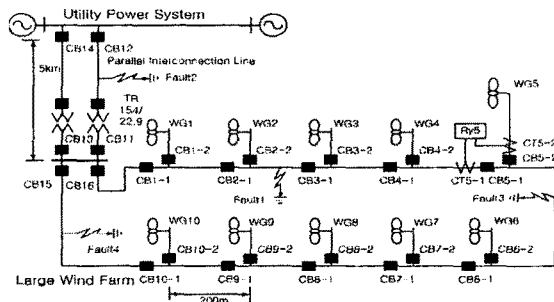 Utility Power System
CB14 CB12
5km
Parallel Interconnection Line
Fault2
TR
154/
22.9
CB13 CB11
CB15 CB16
WG1 WG2 WG3 WG4 WG5
Ry5
CB1-2 CB2-2 CB3-2 CB4-2 CT5-2
CB5-2
CB1-1 CB2-1 CB3-1 CB4-1 CT5-1 CB5-1
Fault1 Fault3
Fault4
WG10 WG9 WG8 WG7 WG6
CB10-2 CB9-2 CB8-2 CB7-2 CB6-2
Large Wind Farm
CB10-1 CB9-1 CB8-1 CB7-1 CB6-1
200m